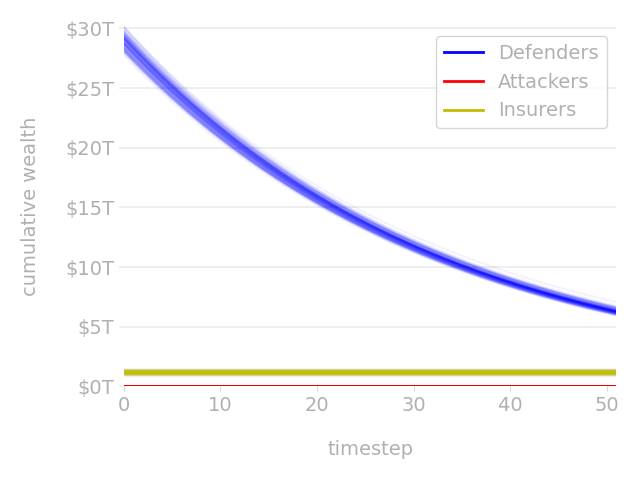 $30T
$25T
$20T
$15T
$10T
$5T
$0T
cumulative wealth
Defenders
Attackers
Insurers
0 10 20 30 40 50
timestep